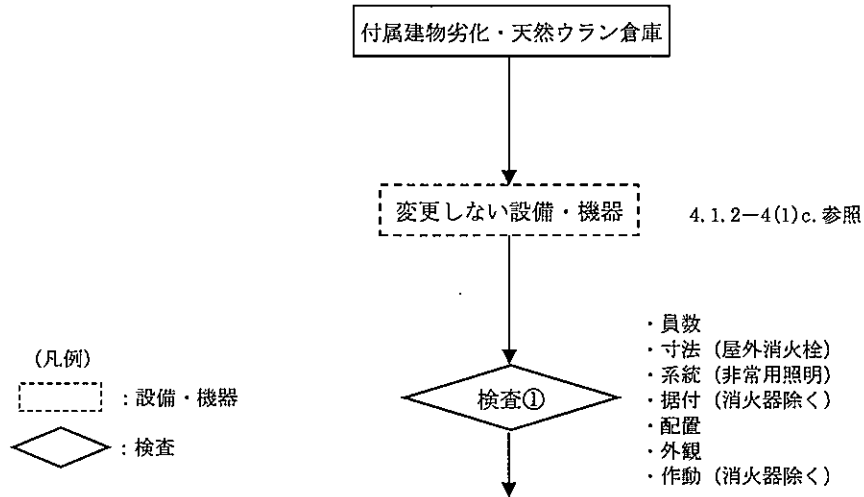 付属建物劣化・天然ウラン倉庫
変更しない設備・機器
4.1.2－4(1)c.参照
検査①
・員数
・寸法（屋外消火栓）
・系統（非常用照明）
・据付（消火器除く）
・配置
・外観
・作動（消火器除く）
(凡例)
：設備・機器
：検査